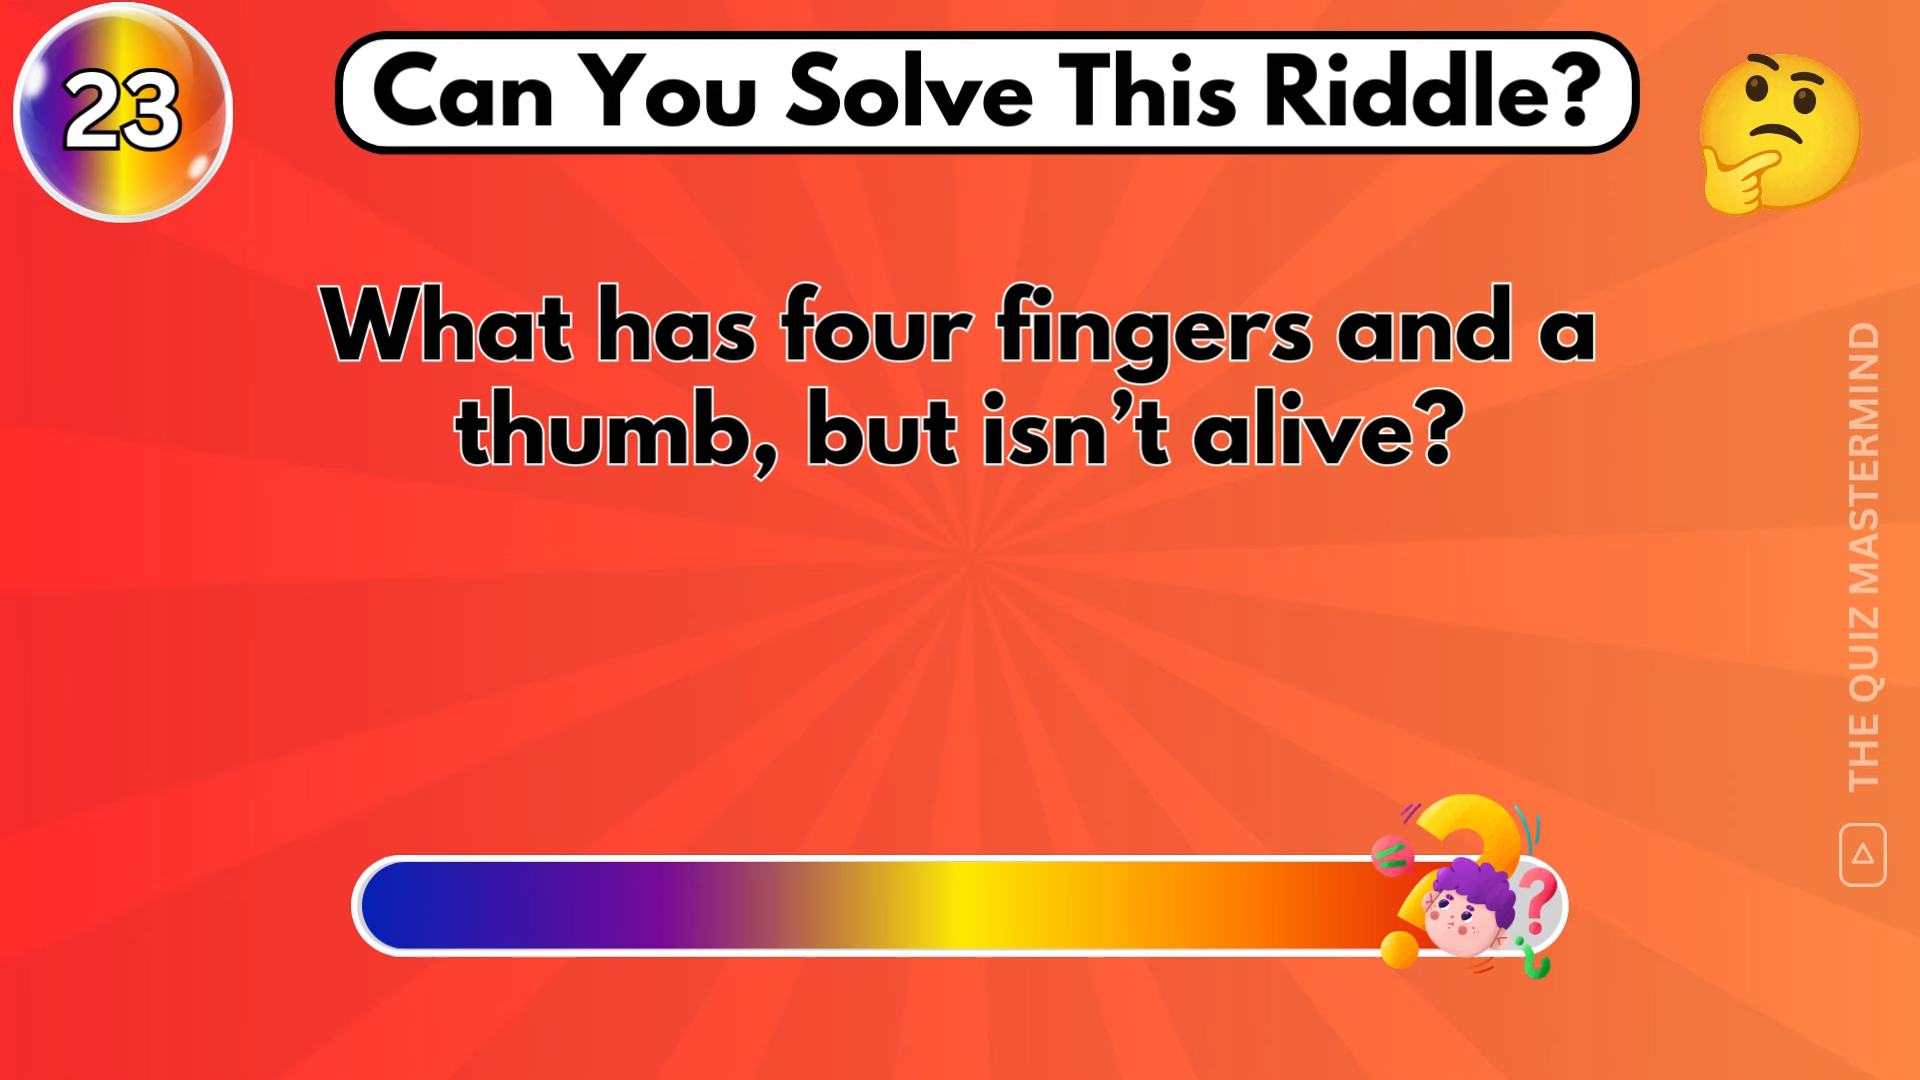 23
Can You Solve This Riddle?
What has four fingers and a
thumb, but isn’t alive?
THE QUIZ MASTERMIND